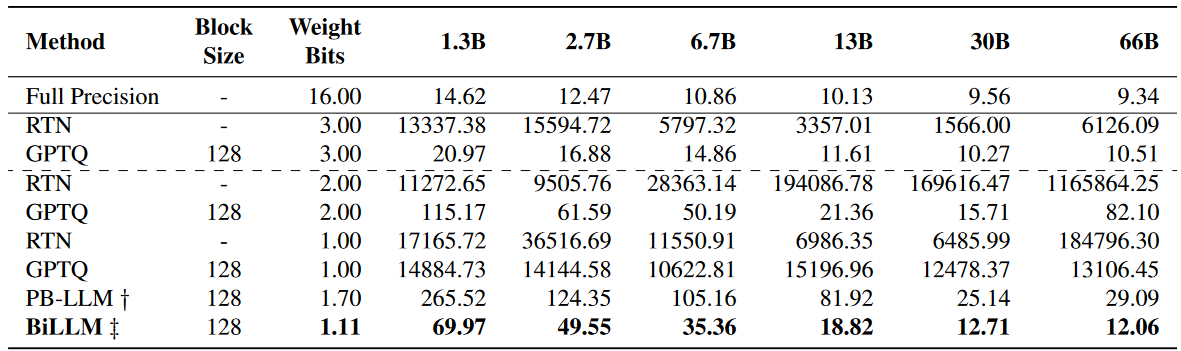 Method Block Size Weight Bits 1.3B 2.7B 6.7B 13B 30B 66B
Full Precision - 16.00 14.62 12.47 10.86 10.13 9.56 9.34
RTN - 3.00 13337.38 15594.72 5797.32 3357.01 1566.00 6126.09
GPTQ 128 3.00 20.97 16.88 14.86 11.61 10.27 10.51
RTN - 2.00 11272.65 9505.76 28363.14 194086.78 169616.47 1165864.25
GPTQ 128 2.00 115.17 61.59 50.19 21.36 15.71 82.10
RTN - 1.00 17165.72 36516.69 11550.91 6986.35 6485.99 184796.30
GPTQ 128 1.00 14884.73 14144.58 10622.81 15196.96 12478.37 13106.45
PB-LLM † 128 1.70 265.52 124.35 105.16 81.92 25.14 29.09
BiLLM ‡ 128 1.11 69.97 49.55 35.36 18.82 12.71 12.06